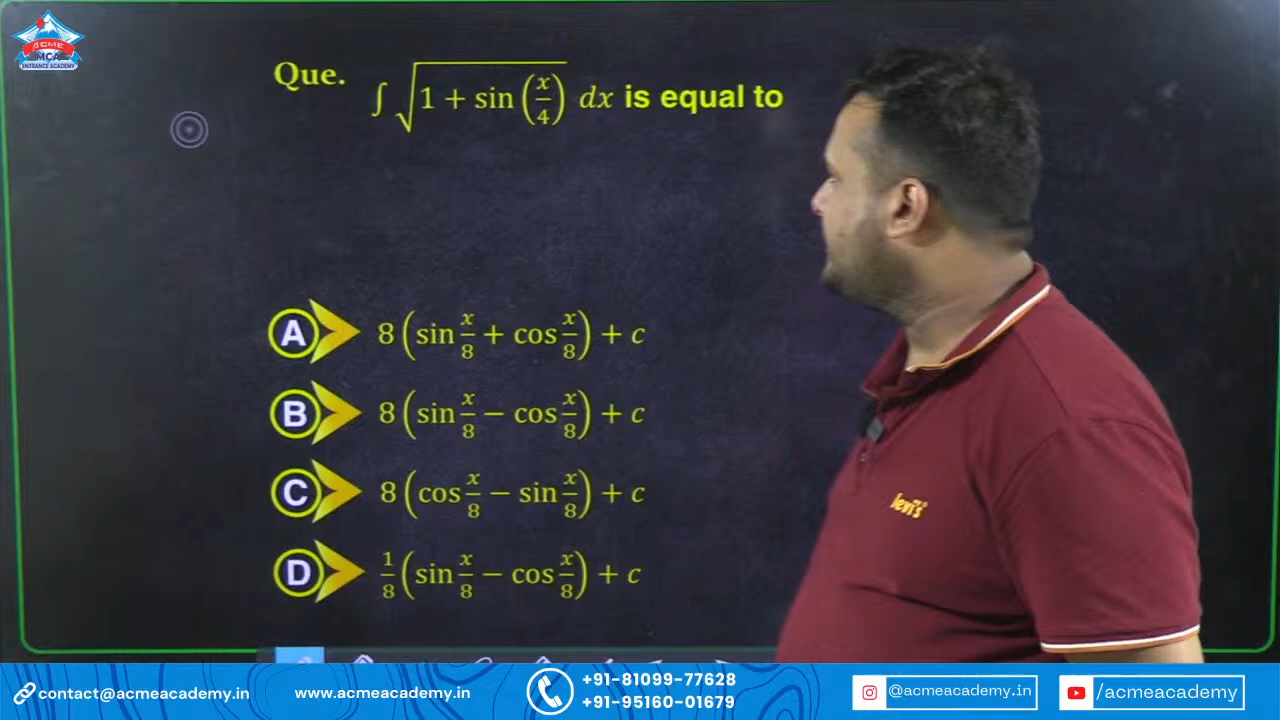 ACME
MCA
ENTRANCE ACADEMY
Que. ∫ √(1 + sin (x/4)) dx is equal to
A 8 (sin x/8 + cos x/8) + c
B 8 (sin x/8 − cos x/8) + c
C 8 (cos x/8 − sin x/8) + c
D 1/8 (sin x/8 − cos x/8) + c
levi's
contact@acmeacademy.in
www.acmeacademy.in
+91-81099-77628
+91-95160-01679
@acmeacademy.in
/acmeacademy